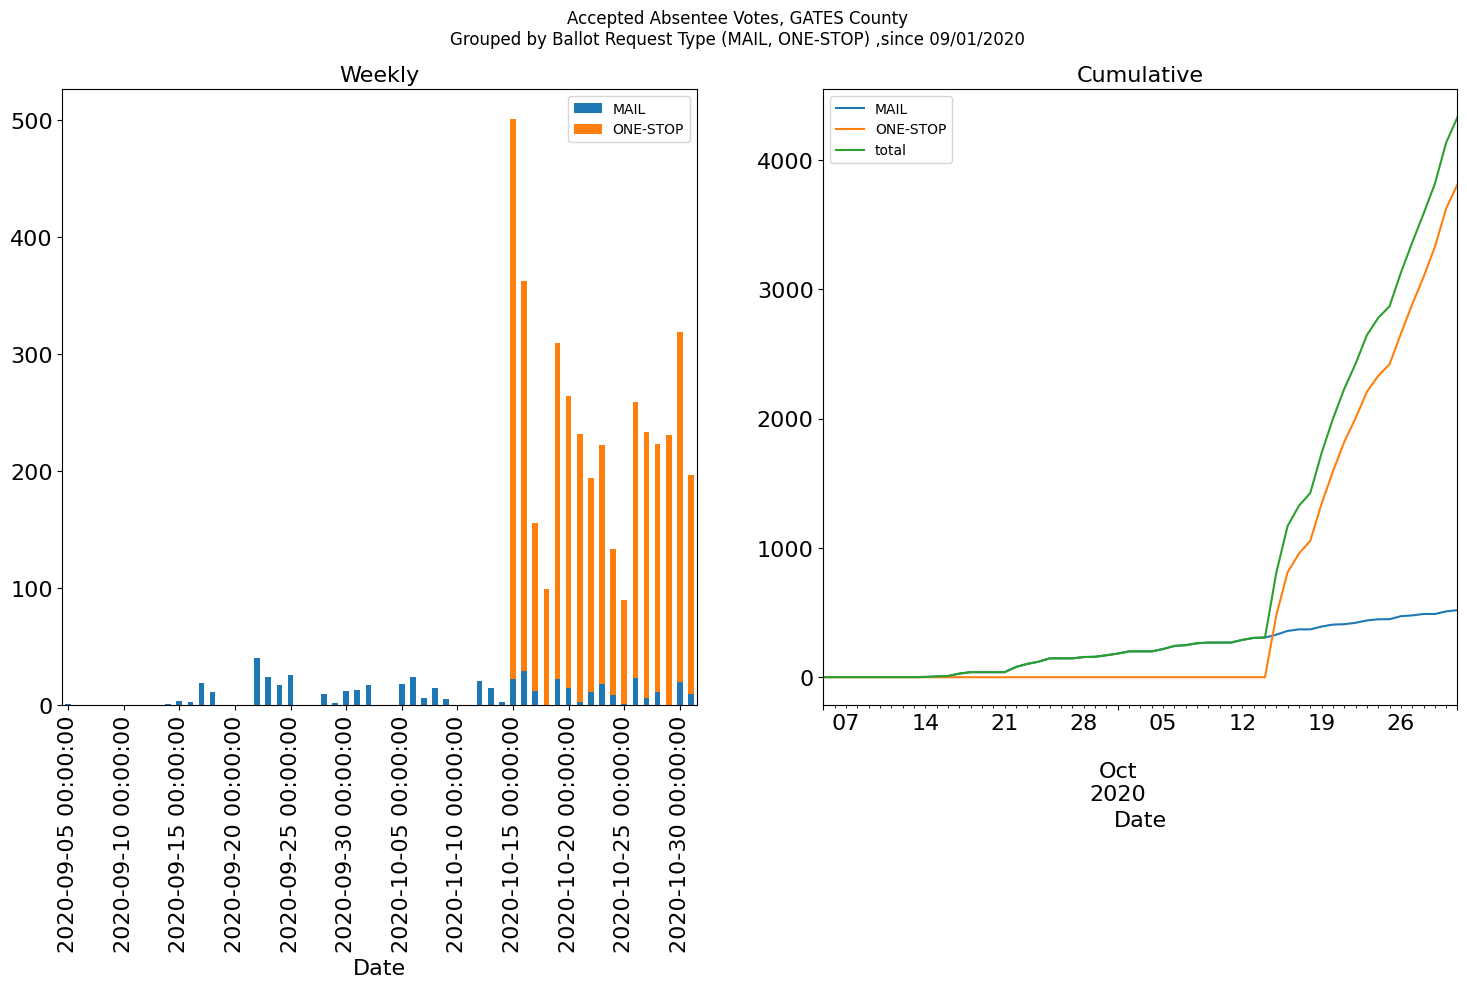 Accepted Absentee Votes, GATES County
Grouped by Ballot Request Type (MAIL, ONE-STOP) ,since 09/01/2020
Weekly
MAIL
ONE-STOP
500
400
300
200
100
0
2020-09-05 00:00:00
2020-09-10 00:00:00
2020-09-15 00:00:00
2020-09-20 00:00:00
2020-09-25 00:00:00
2020-09-30 00:00:00
2020-10-05 00:00:00
2020-10-10 00:00:00
2020-10-15 00:00:00
2020-10-20 00:00:00
2020-10-25 00:00:00
2020-10-30 00:00:00
Date
Cumulative
MAIL
ONE-STOP
total
4000
3000
2000
1000
0
07 14 21 28 05 12 19 26
Oct
2020
Date